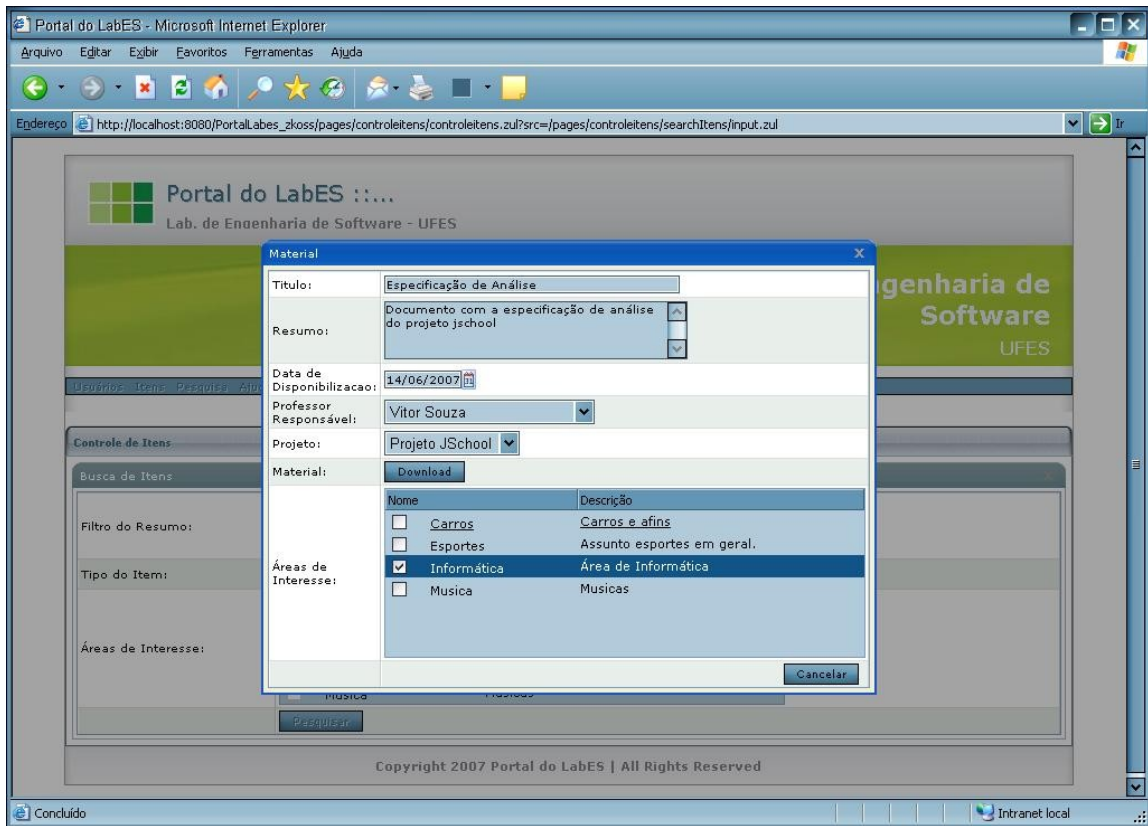 Portal do LabES - Microsoft Internet Explorer
Arquivo Editar Exibir Favoritos Ferramentas Ajuda
Endereço http://localhost:8080/PortalLabes_zkoss/pages/controleitens/controleitens.zul?src=/pages/controleitens/searchItens/input.zul Ir
Portal do LabES ::...
Lab. de Engenharia de Software - UFES
genharia de
Software
UFES
Usuários Itens Pesquisa
Controle de Itens
Busca de Itens
Filtro do Resumo:
Tipo do Item:
Áreas de Interesse:
Material
Titulo: Especificação de Análise
Resumo: Documento com a especificação de análise
do projeto jschool
Data de
Disponibilizacao: 14/06/2007
Professor
Responsável: Vitor Souza
Projeto: Projeto JSchool
Material: Download
Áreas de
Interesse:
Nome Descrição
Carros Carros e afins
Esportes Assunto esportes em geral.
Informática Área de Informática
Musica Musicas
Cancelar
Musica Musicas
Pesquisar
Copyright 2007 Portal do LabES | All Rights Reserved
Concluído Intranet local